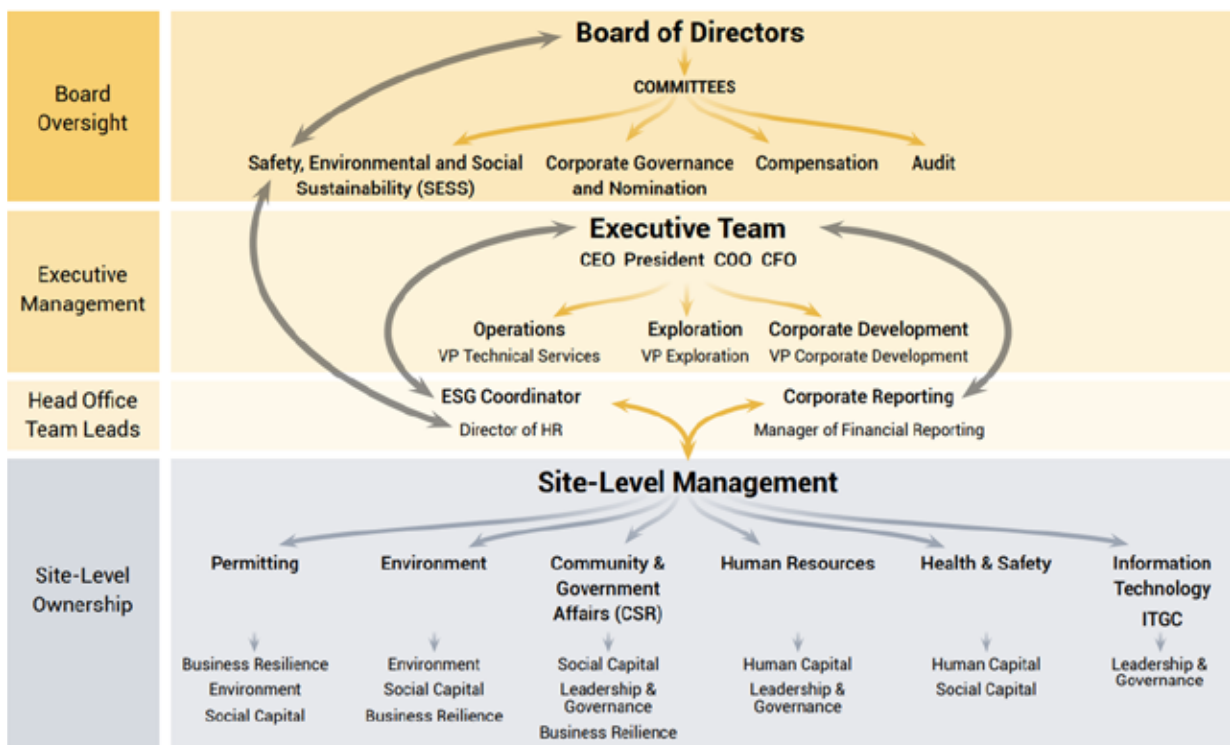 Board
Oversight
Board of Directors
COMMITTEES
Safety, Environmental and Social
Sustainability (SESS)
Corporate Governance
and Nomination
Compensation
Audit
Executive
Management
Executive Team
CEO President COO CFO
Operations
VP Technical Services
Exploration
VP Exploration
Corporate Development
VP Corporate Development
Head Office
Team Leads
ESG Coordinator
Director of HR
Corporate Reporting
Manager of Financial Reporting
Site-Level
Ownership
Site-Level Management
Permitting
Business Resilience
Environment
Social Capital
Environment
Environment
Social Capital
Business Reilience
Community &
Government
Affairs (CSR)
Social Capital
Leadership &
Governance
Business Reilience
Human Resources
Human Capital
Leadership &
Governance
Health & Safety
Human Capital
Social Capital
Information
Technology
ITGC
Leadership &
Governance